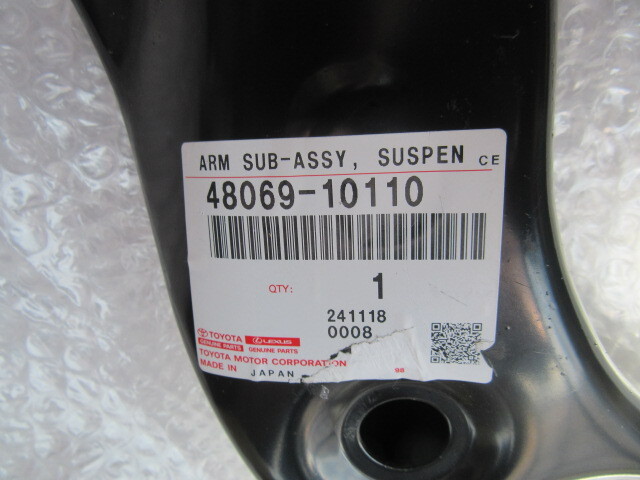 ARM SUB-ASSY, SUSPEN CE
48069-10110
QTY: 1
241118
0008
TOYOTA LEXUS
GENUINE PARTS GENUINE PARTS
TOYOTA MOTOR CORPORATION
MADE IN JAPAN